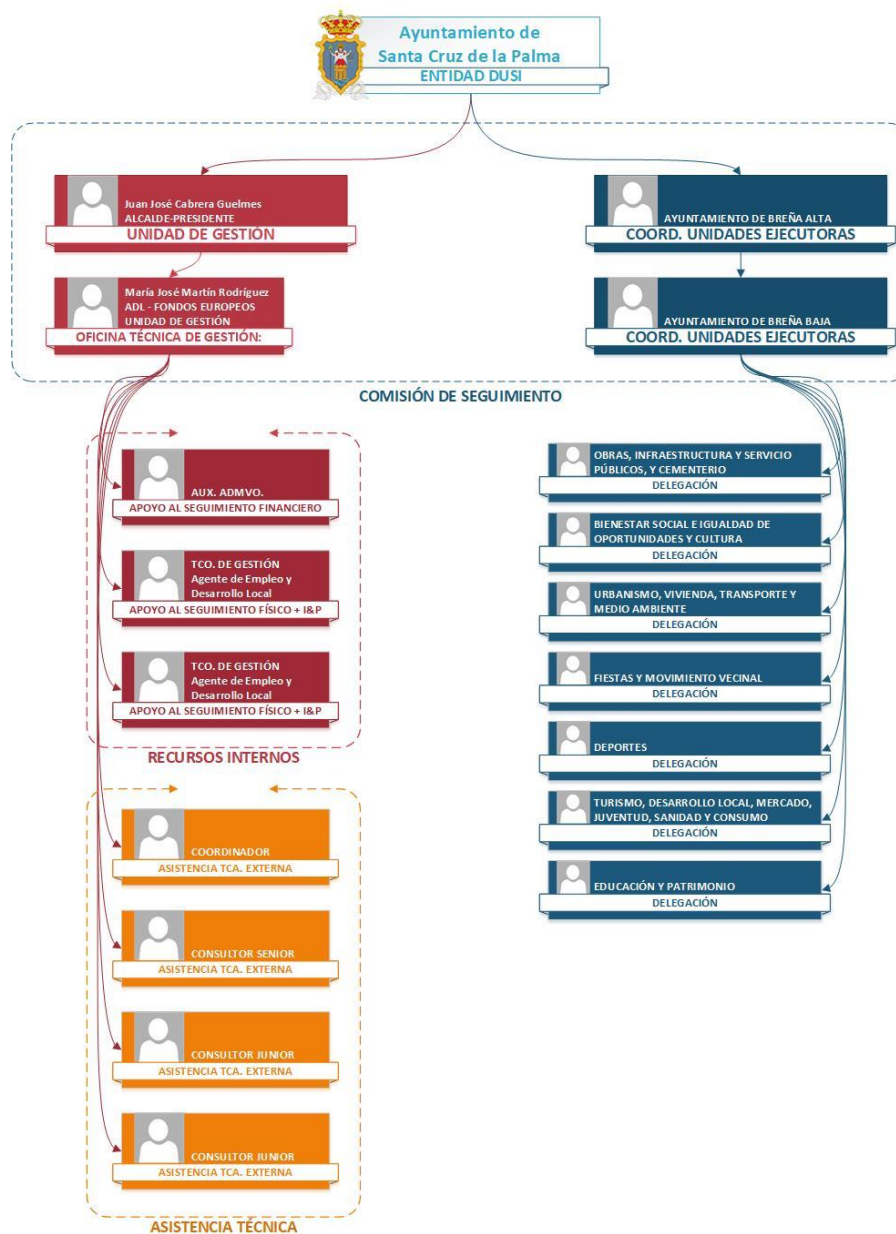 Ayuntamiento de
Santa Cruz de la Palma
ENTIDAD DUSI
Juan José Cabrera Guelmes
ALCALDE-PRESIDENTE
UNIDAD DE GESTIÓN
María José Martín Rodríguez
ADL - FONDOS EUROPEOS
UNIDAD DE GESTIÓN
OFICINA TÉCNICA DE GESTIÓN:
AYUNTAMIENTO DE BREÑA ALTA
COORD. UNIDADES EJECUTORAS
AYUNTAMIENTO DE BREÑA BAJA
COORD. UNIDADES EJECUTORAS
COMISIÓN DE SEGUIMIENTO
AUX. ADMVO.
APOYO AL SEGUIMIENTO FINANCIERO
TCO. DE GESTIÓN
Agente de Empleo y
Desarrollo Local
APOYO AL SEGUIMIENTO FÍSICO + I&P
TCO. DE GESTIÓN
Agente de Empleo y
Desarrollo Local
APOYO AL SEGUIMIENTO FÍSICO + I&P
RECURSOS INTERNOS
COORDINADOR
ASISTENCIA TCA. EXTERNA
CONSULTOR SENIOR
ASISTENCIA TCA. EXTERNA
CONSULTOR JUNIOR
ASISTENCIA TCA. EXTERNA
CONSULTOR JUNIOR
ASISTENCIA TCA. EXTERNA
ASISTENCIA TÉCNICA
OBRAS, INFRAESTRUCTURA Y SERVICIO
PÚBLICOS, Y CEMENTERIO
DELEGACIÓN
BIENESTAR SOCIAL E IGUALDAD DE
OPORTUNIDADES Y CULTURA
DELEGACIÓN
URBANISMO, VIVIENDA, TRANSPORTE Y
MEDIO AMBIENTE
DELEGACIÓN
FIESTAS Y MOVIMIENTO VECINAL
DELEGACIÓN
DEPORTES
DELEGACIÓN
TURISMO, DESARROLLO LOCAL, MERCADO,
JUVENTUD, SANIDAD Y CONSUMO
DELEGACIÓN
EDUCACIÓN Y PATRIMONIO
DELEGACIÓN